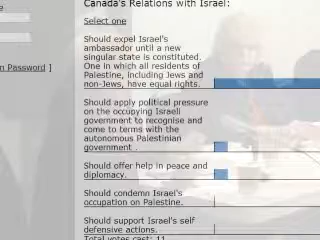 Canada's Relations with Israel:
Select one
Should expel Israel's
ambassador until a new
singular state is constituted.
One in which all residents of
Palestine, including Jews and
non-Jews, have equal rights.
n Password ]
Should apply political pressure
on the occupying Israeli
government to recognise and
come to terms with the
autonomous Palestinian
government .
Should offer help in peace and
diplomacy.
Should condemn Israel's
occupation on Palestine.
Should support Israel's self
defensive actions.
Total votes cast: 11